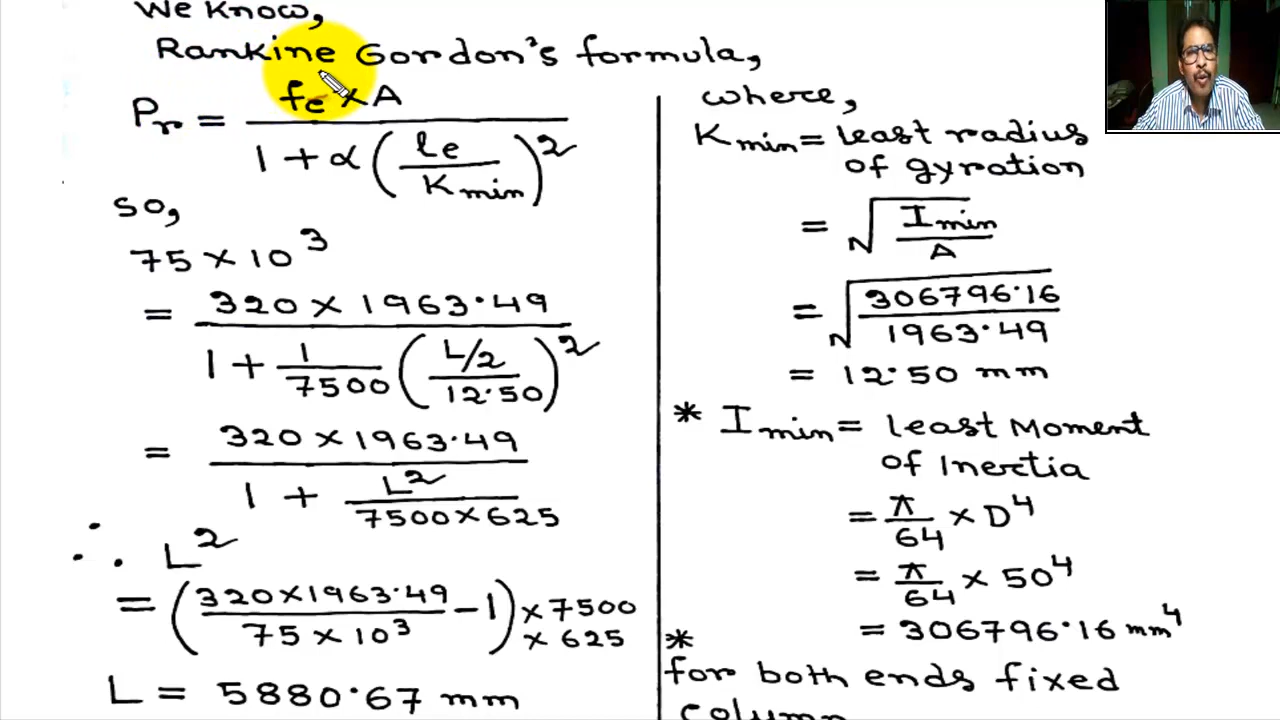 We know,
Rankine Gordon's formula,
Pr = fc × A / (1 + α (le / Kmin)²)
so,
75 × 10³
= 320 × 1963.49 / (1 + 1/7500 (L/2 / 12.50)²)
= 320 × 1963.49 / (1 + L² / 7500 × 625)
∴ L²
= (320 × 1963.49 / 75 × 10³ − 1) × 7500 × 625
L = 5880.67 mm
where,
Kmin = least radius
of gyration
= √(Imin / A)
= √(306796.16 / 1963.49)
= 12.50 mm
* Imin = least Moment
of Inertia
= π/64 × D⁴
= π/64 × 50⁴
= 306796.16 mm⁴
*
for both ends fixed
column